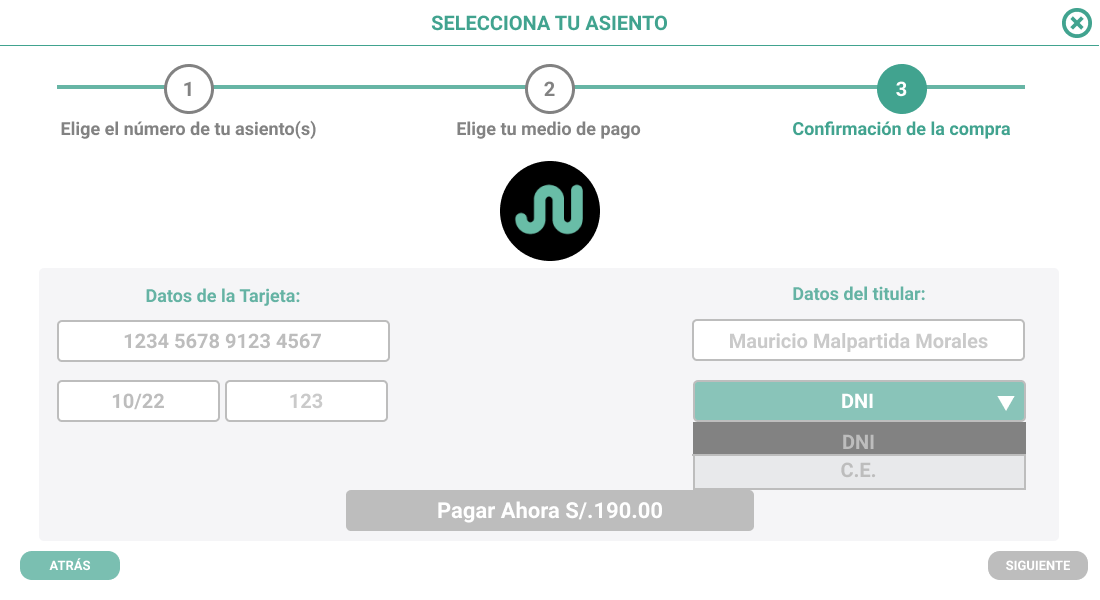 SELECCIONA TU ASIENTO
1
2
3
Elige el número de tu asiento(s)
Elige tu medio de pago
Confirmación de la compra
Datos de la Tarjeta:
1234 5678 9123 4567
10/22
123
Datos del titular:
Mauricio Malpartida Morales
DNI
DNI
C.E.
Pagar Ahora S/.190.00
ATRÁS
SIGUIENTE